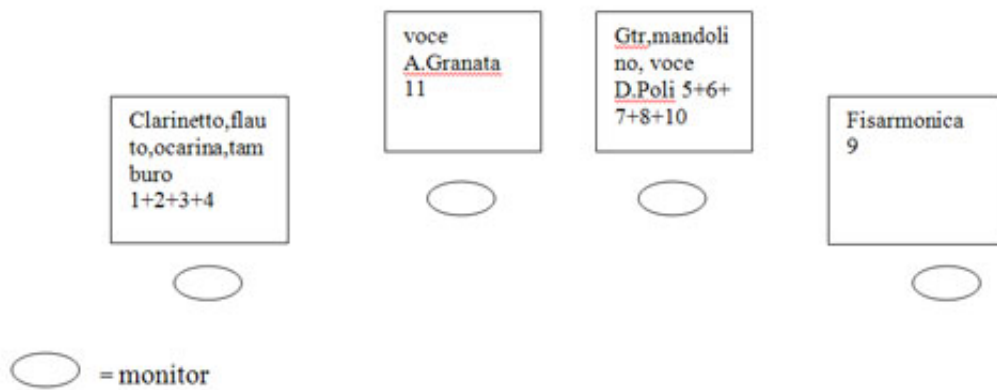 voce
A.Granata
11
Gtr,mandoli
no, voce
D.Poli 5+6+
7+8+10
Clarinetto,flau
to,ocarina,tam
buro
1+2+3+4
Fisarmonica
9
= monitor